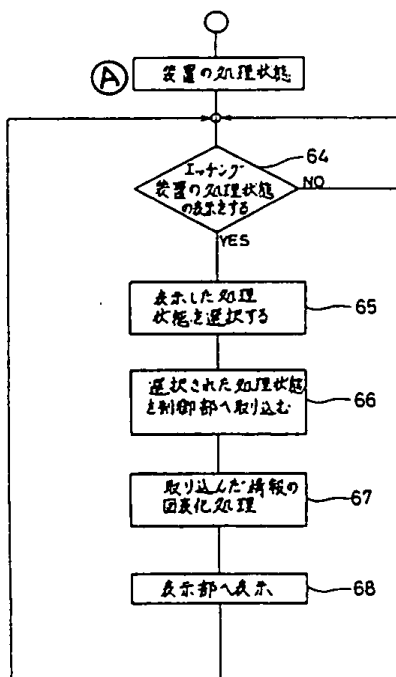 Ⓐ 装置の処理状態
エッチング
装置の処理状態
の表示をする
64
NO
YES
表示した処理
状態を選択する
65
選択された処理状態
を制御部へ取り込む
66
取り込んだ情報の
図表化処理
67
表示部へ表示
68